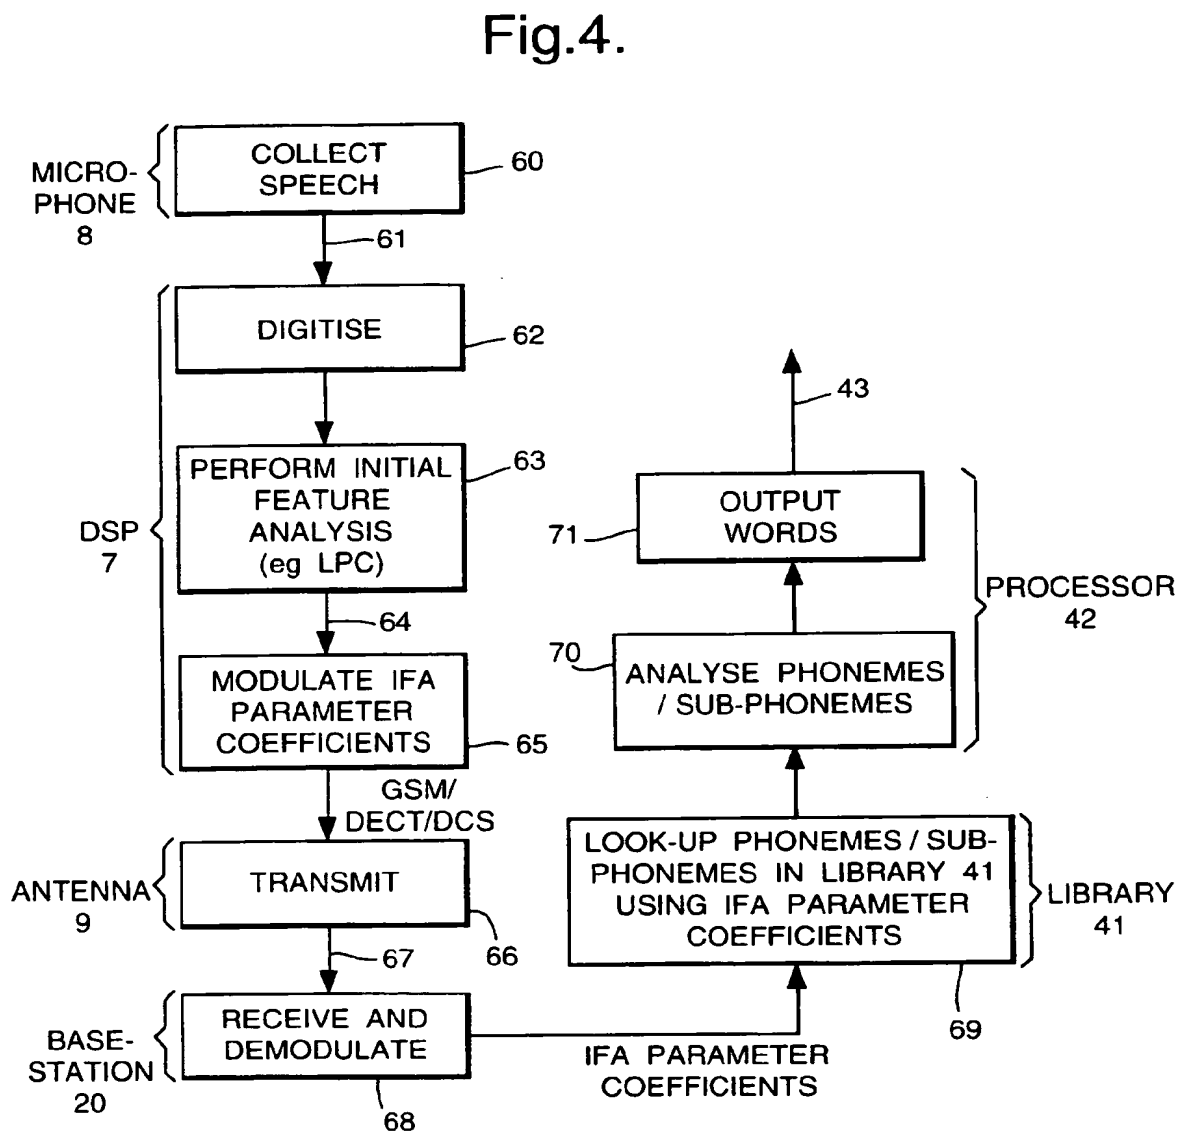 Fig.4.
MICRO-
PHONE
8
COLLECT
SPEECH
60
61
DSP
7
DIGITISE
62
PERFORM INITIAL
FEATURE
ANALYSIS
(eg LPC)
63
64
MODULATE IFA
PARAMETER
COEFFICIENTS
65
GSM/
DECT/DCS
ANTENNA
9
TRANSMIT
66
67
BASE-
STATION
20
RECEIVE AND
DEMODULATE
68
IFA PARAMETER
COEFFICIENTS
LOOK-UP PHONEMES / SUB-
PHONEMES IN LIBRARY 41
USING IFA PARAMETER
COEFFICIENTS
69
LIBRARY
41
70
ANALYSE PHONEMES
/ SUB-PHONEMES
71
OUTPUT
WORDS
PROCESSOR
42
43